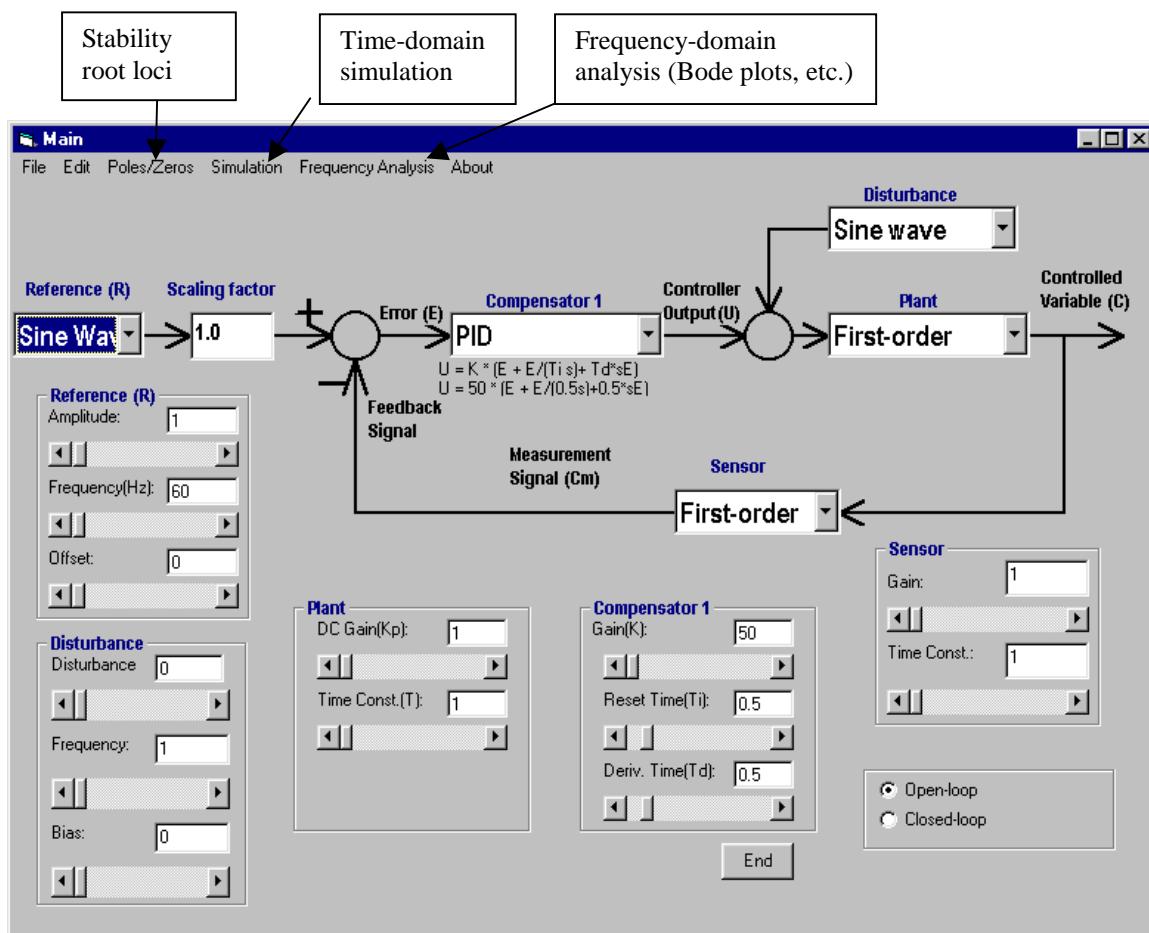 Stability
root loci
Time-domain
simulation
Frequency-domain
analysis (Bode plots, etc.)
Main
File Edit Poles/Zeros Simulation Frequency Analysis About
Disturbance
Sine wave
Reference (R)
Sine Wav
Scaling factor
1.0
+
−
Error (E)
Compensator 1
PID
U = K * (E + E/(Ti s)+ Td*sE)
U = 50 * (E + E/(0.5s)+0.5*sE)
Controller
Output(U)
Plant
First-order
Controlled
Variable (C)
Feedback
Signal
Measurement
Signal (Cm)
Sensor
First-order
Reference (R)
Amplitude: 1
Frequency(Hz): 60
Offset: 0
Disturbance
Disturbance 0
Frequency: 1
Bias: 0
Plant
DC Gain(Kp): 1
Time Const.(T): 1
Compensator 1
Gain(K): 50
Reset Time(Ti): 0.5
Deriv. Time(Td): 0.5
End
Sensor
Gain: 1
Time Const.: 1
Open-loop
Closed-loop